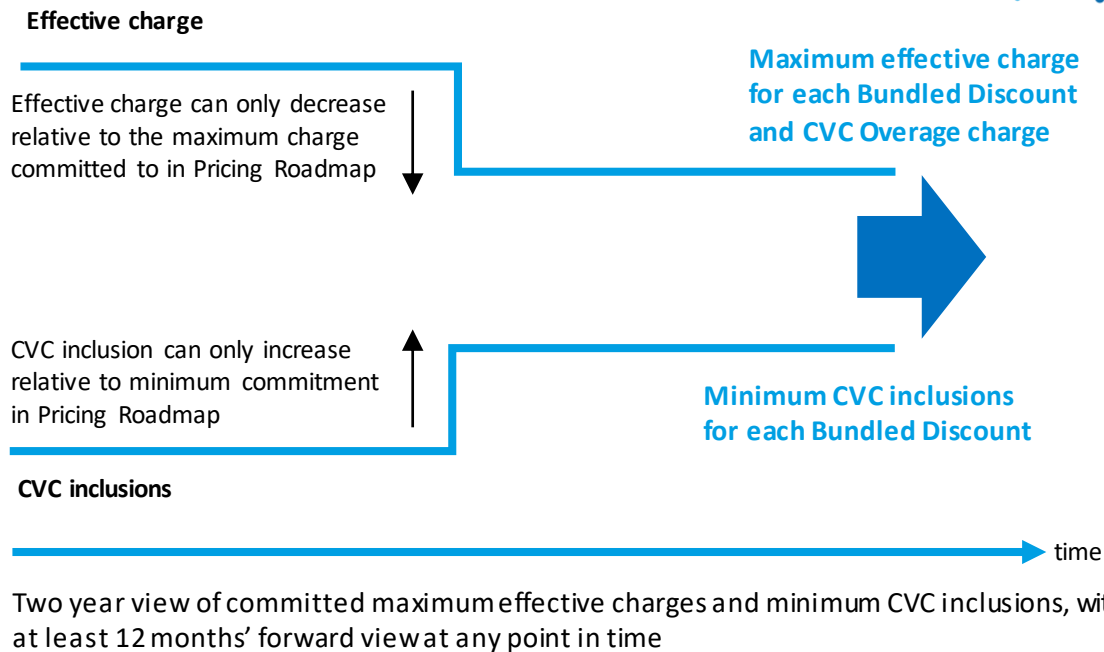 Effective charge
Maximum effective charge
for each Bundled Discount
and CVC Overage charge
Effective charge can only decrease
relative to the maximum charge
committed to in Pricing Roadmap
CVC inclusion can only increase
relative to minimum commitment
in Pricing Roadmap
Minimum CVC inclusions
for each Bundled Discount
CVC inclusions
time
Two year view of committed maximum effective charges and minimum CVC inclusions, wit
at least 12 months’ forward view at any point in time